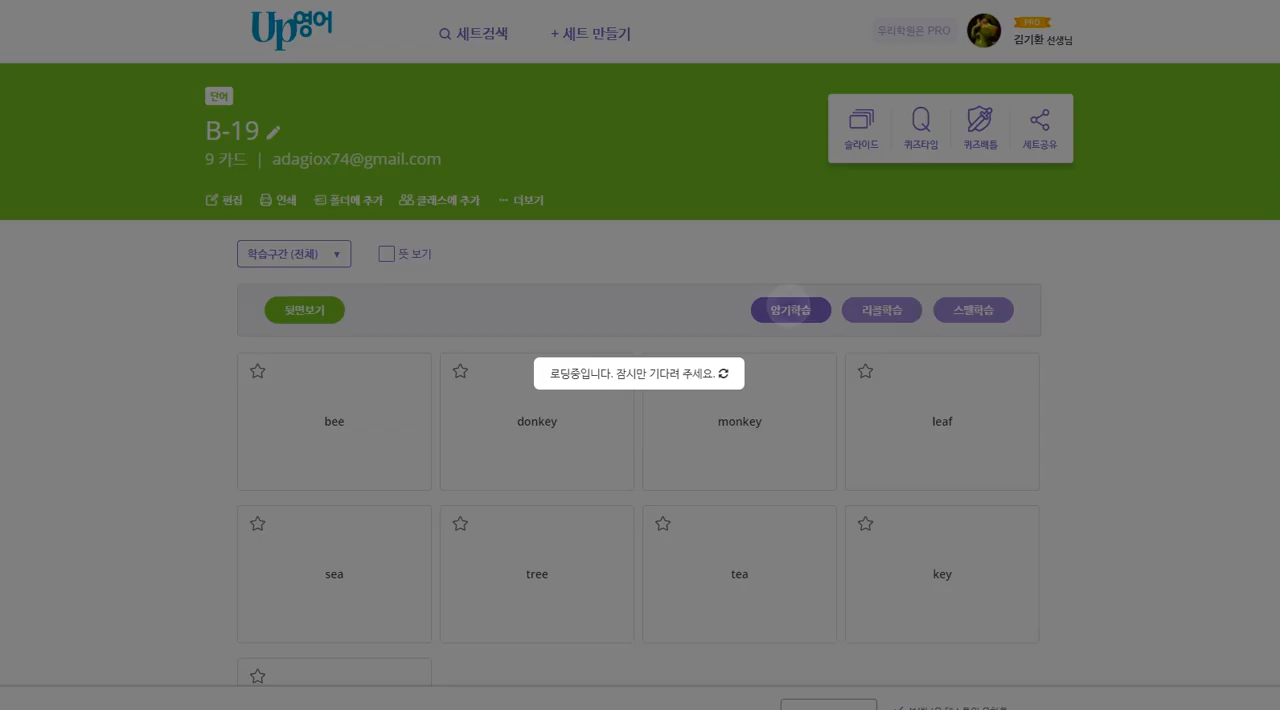 Up영어
세트검색
+ 세트 만들기
우리학원은 PRO
PRO
김기환 선생님
단어
B-19
9 카드 | adagiox74@gmail.com
편집
인쇄
폴더에 추가
클래스에 추가
더보기
슬라이드
퀴즈타임
퀴즈배틀
세트공유
학습구간 (전체) ▼
뜻 보기
뒷면보기
암기학습
리콜학습
스펠학습
로딩중입니다. 잠시만 기다려 주세요.
bee
donkey
monkey
leaf
sea
tree
tea
key